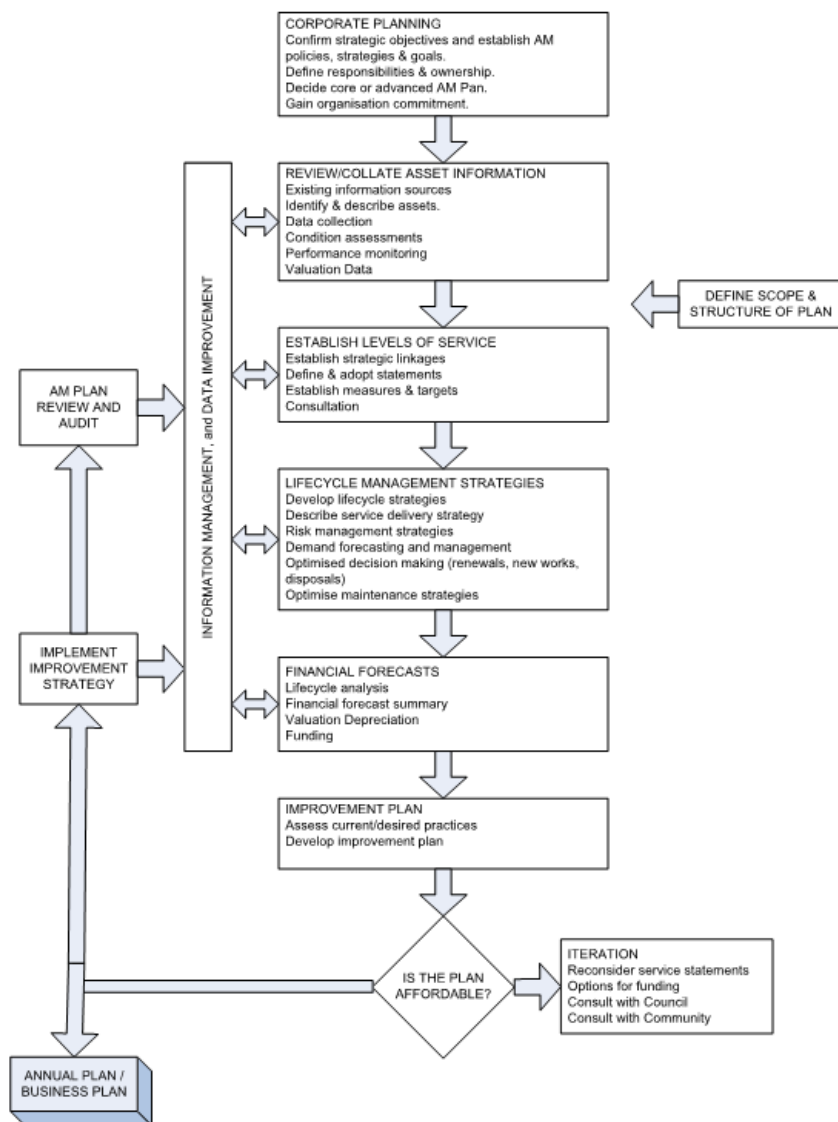 CORPORATE PLANNING
Confirm strategic objectives and establish AM
policies, strategies & goals.
Define responsibilities & ownership.
Decide core or advanced AM Pan.
Gain organisation commitment.
REVIEW/COLLATE ASSET INFORMATION
Existing information sources
Identify & describe assets.
Data collection
Condition assessments
Performance monitoring
Valuation Data
DEFINE SCOPE &
STRUCTURE OF PLAN
INFORMATION MANAGEMENT, and DATA IMPROVEMENT
ESTABLISH LEVELS OF SERVICE
Establish strategic linkages
Define & adopt statements
Establish measures & targets
Consultation
AM PLAN
REVIEW AND
AUDIT
LIFECYCLE MANAGEMENT STRATEGIES
Develop lifecycle strategies
Describe service delivery strategy
Risk management strategies
Demand forecasting and management
Optimised decision making (renewals, new works,
disposals)
Optimise maintenance strategies
IMPLEMENT
IMPROVEMENT
STRATEGY
FINANCIAL FORECASTS
Lifecycle analysis
Financial forecast summary
Valuation Depreciation
Funding
IMPROVEMENT PLAN
Assess current/desired practices
Develop improvement plan
IS THE PLAN
AFFORDABLE?
ITERATION
Reconsider service statements
Options for funding
Consult with Council
Consult with Community
ANNUAL PLAN /
BUSINESS PLAN